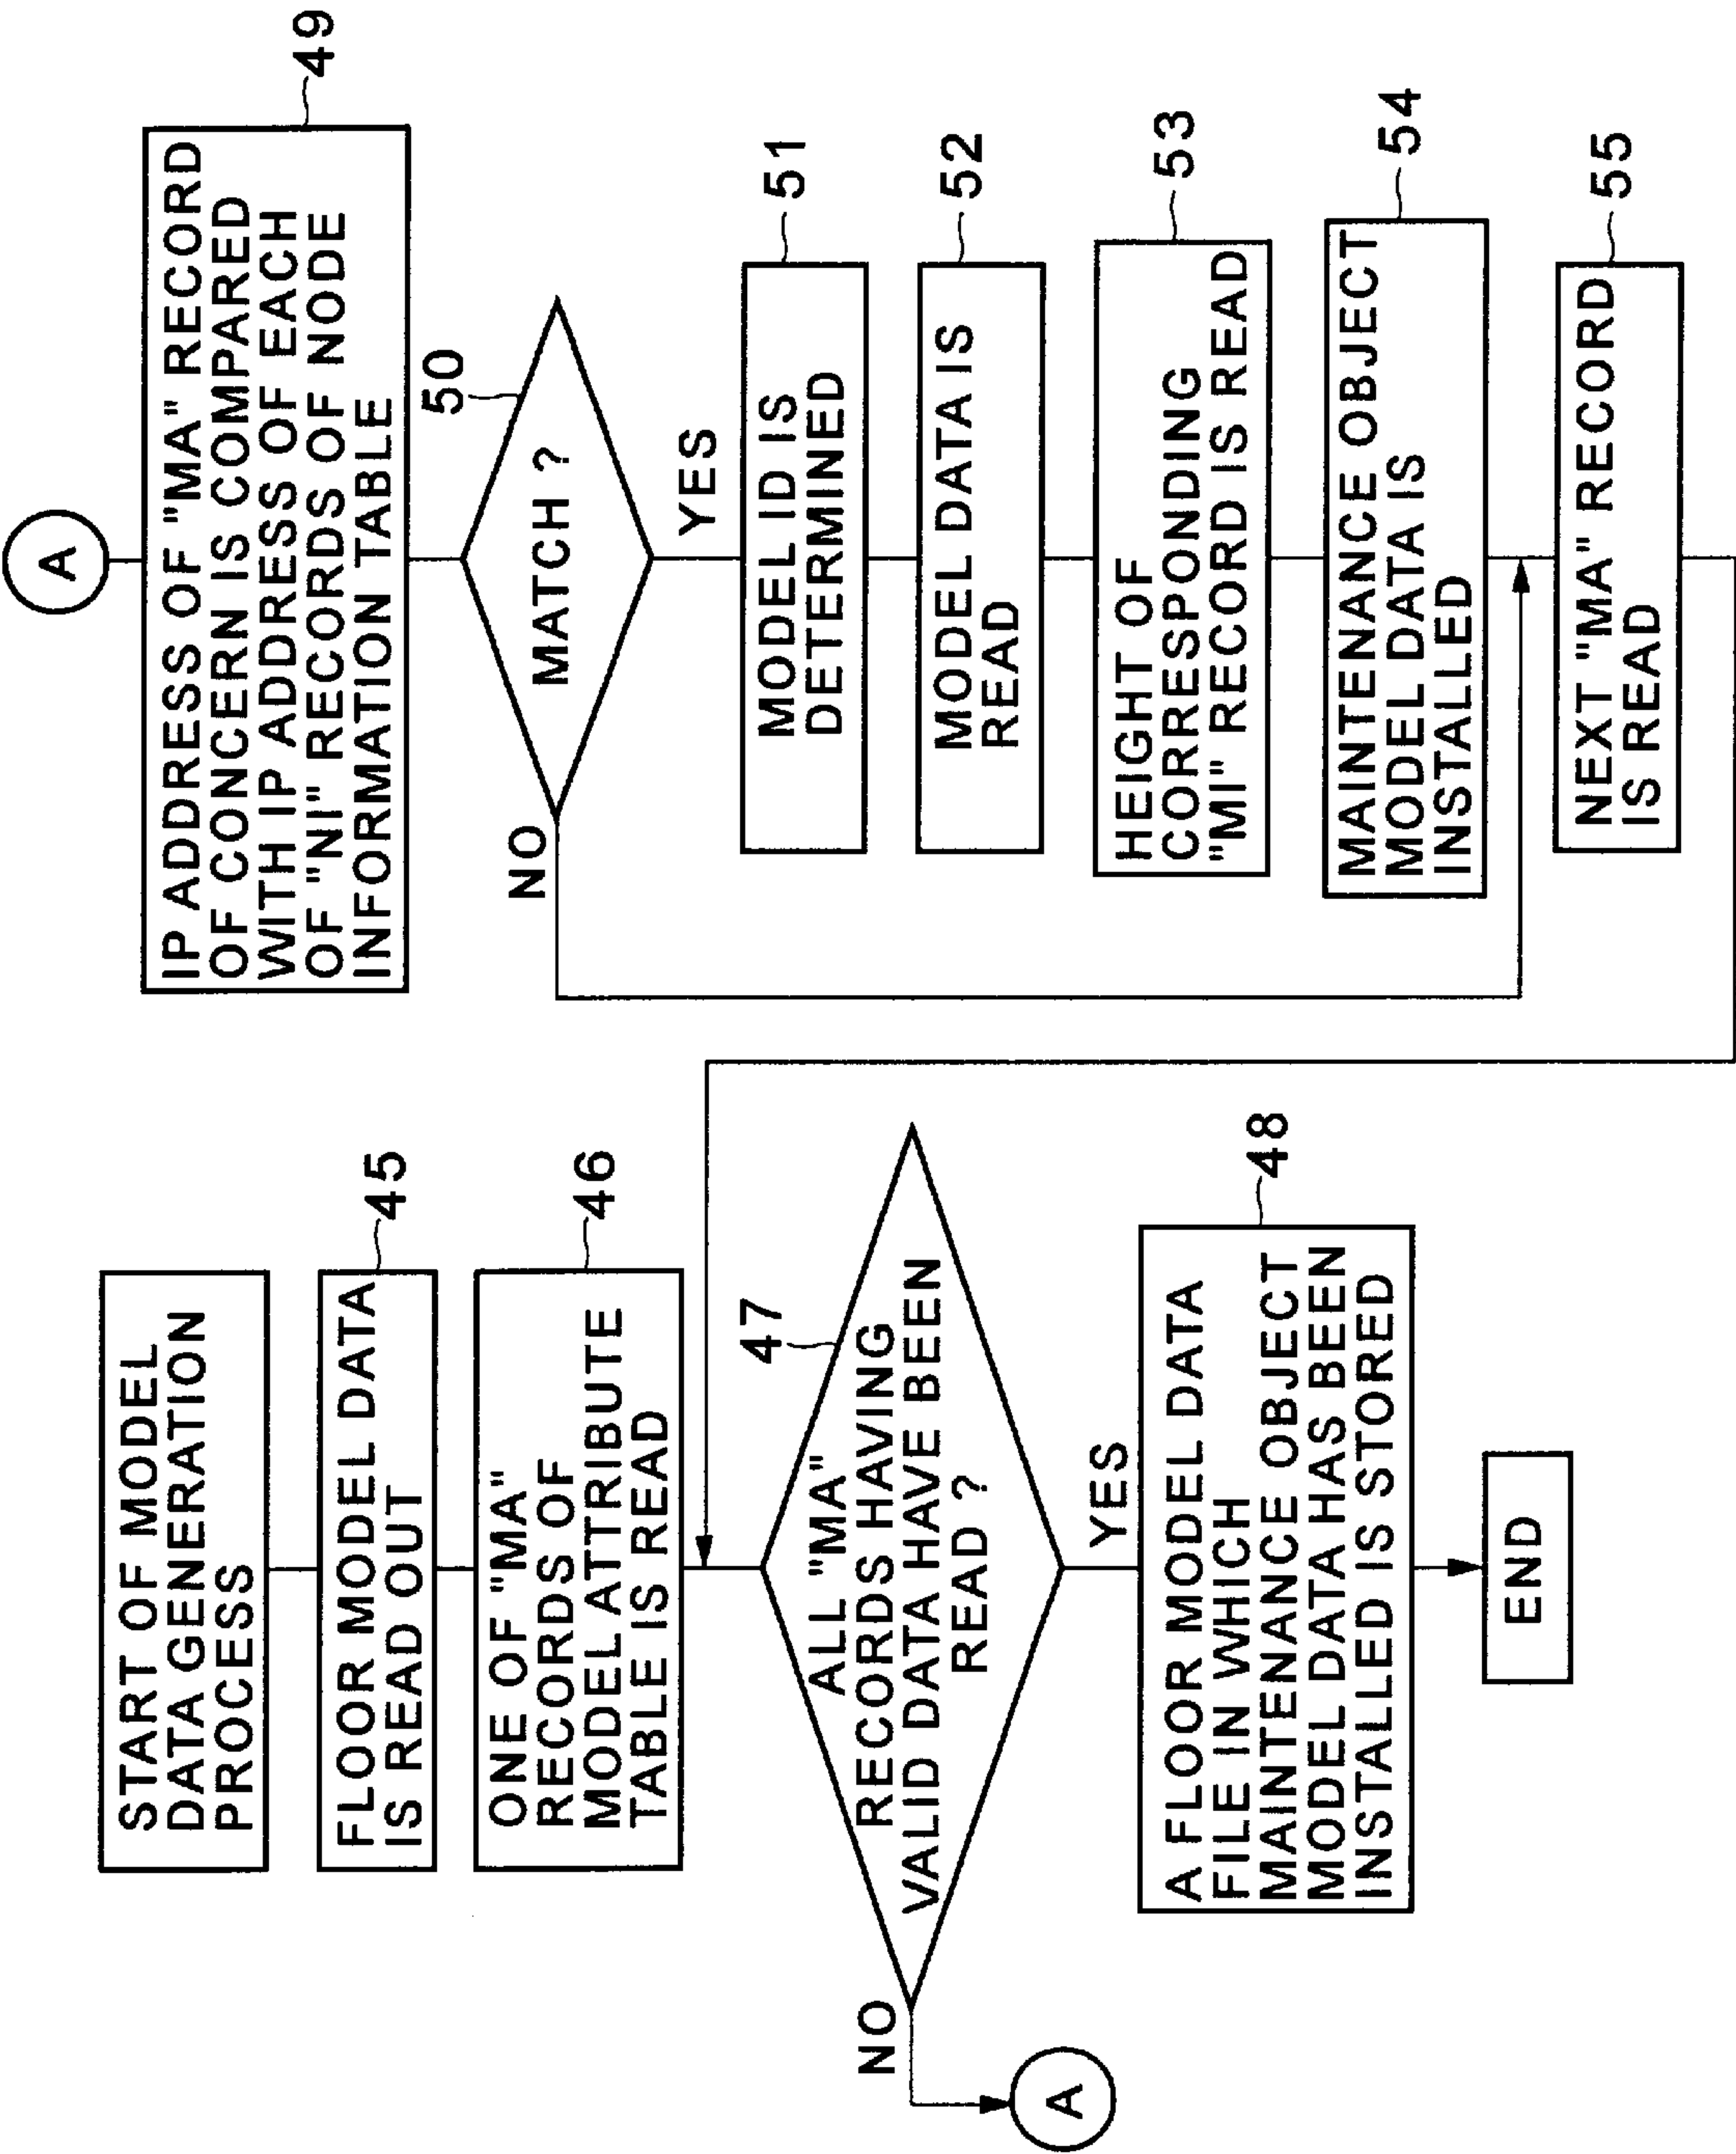 START OF MODEL
DATA GENERATION
PROCESS
45
FLOOR MODEL DATA
IS READ OUT
46
ONE OF "MA"
RECORDS OF
MODEL ATTRIBUTE
TABLE IS READ
47
ALL "MA"
RECORDS HAVING
VALID DATA HAVE BEEN
READ ?
NO
A
YES
48
A FLOOR MODEL DATA
FILE IN WHICH
MAINTENANCE OBJECT
MODEL DATA HAS BEEN
INSTALLED IS STORED
END
A
49
IP ADDRESS OF "MA" RECORD
OF CONCERN IS COMPARED
WITH IP ADDRESS OF EACH
OF "NI" RECORDS OF NODE
INFORMATION TABLE
50
MATCH ?
NO
YES
51
MODEL ID IS
DETERMINED
52
MODEL DATA IS
READ
53
HEIGHT OF
CORRESPONDING
"MI" RECORD IS READ
54
MAINTENANCE OBJECT
MODEL DATA IS
INSTALLED
55
NEXT "MA" RECORD
IS READ